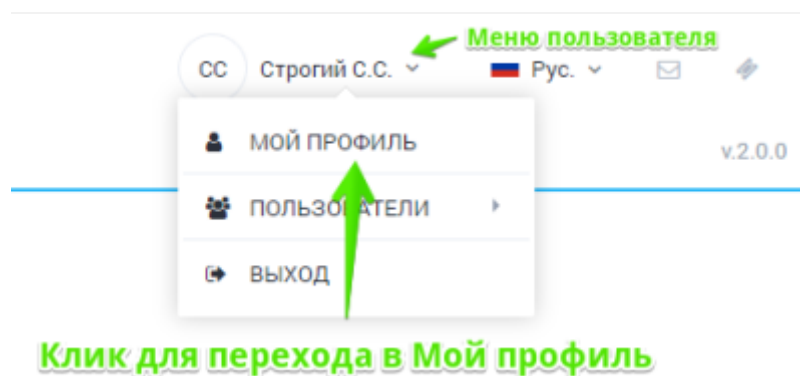 Меню пользователя
СС Строгий С.С. Рус.
МОЙ ПРОФИЛЬ
v.2.0.0
ПОЛЬЗОВАТЕЛИ
ВЫХОД
Клик для перехода в Мой профиль